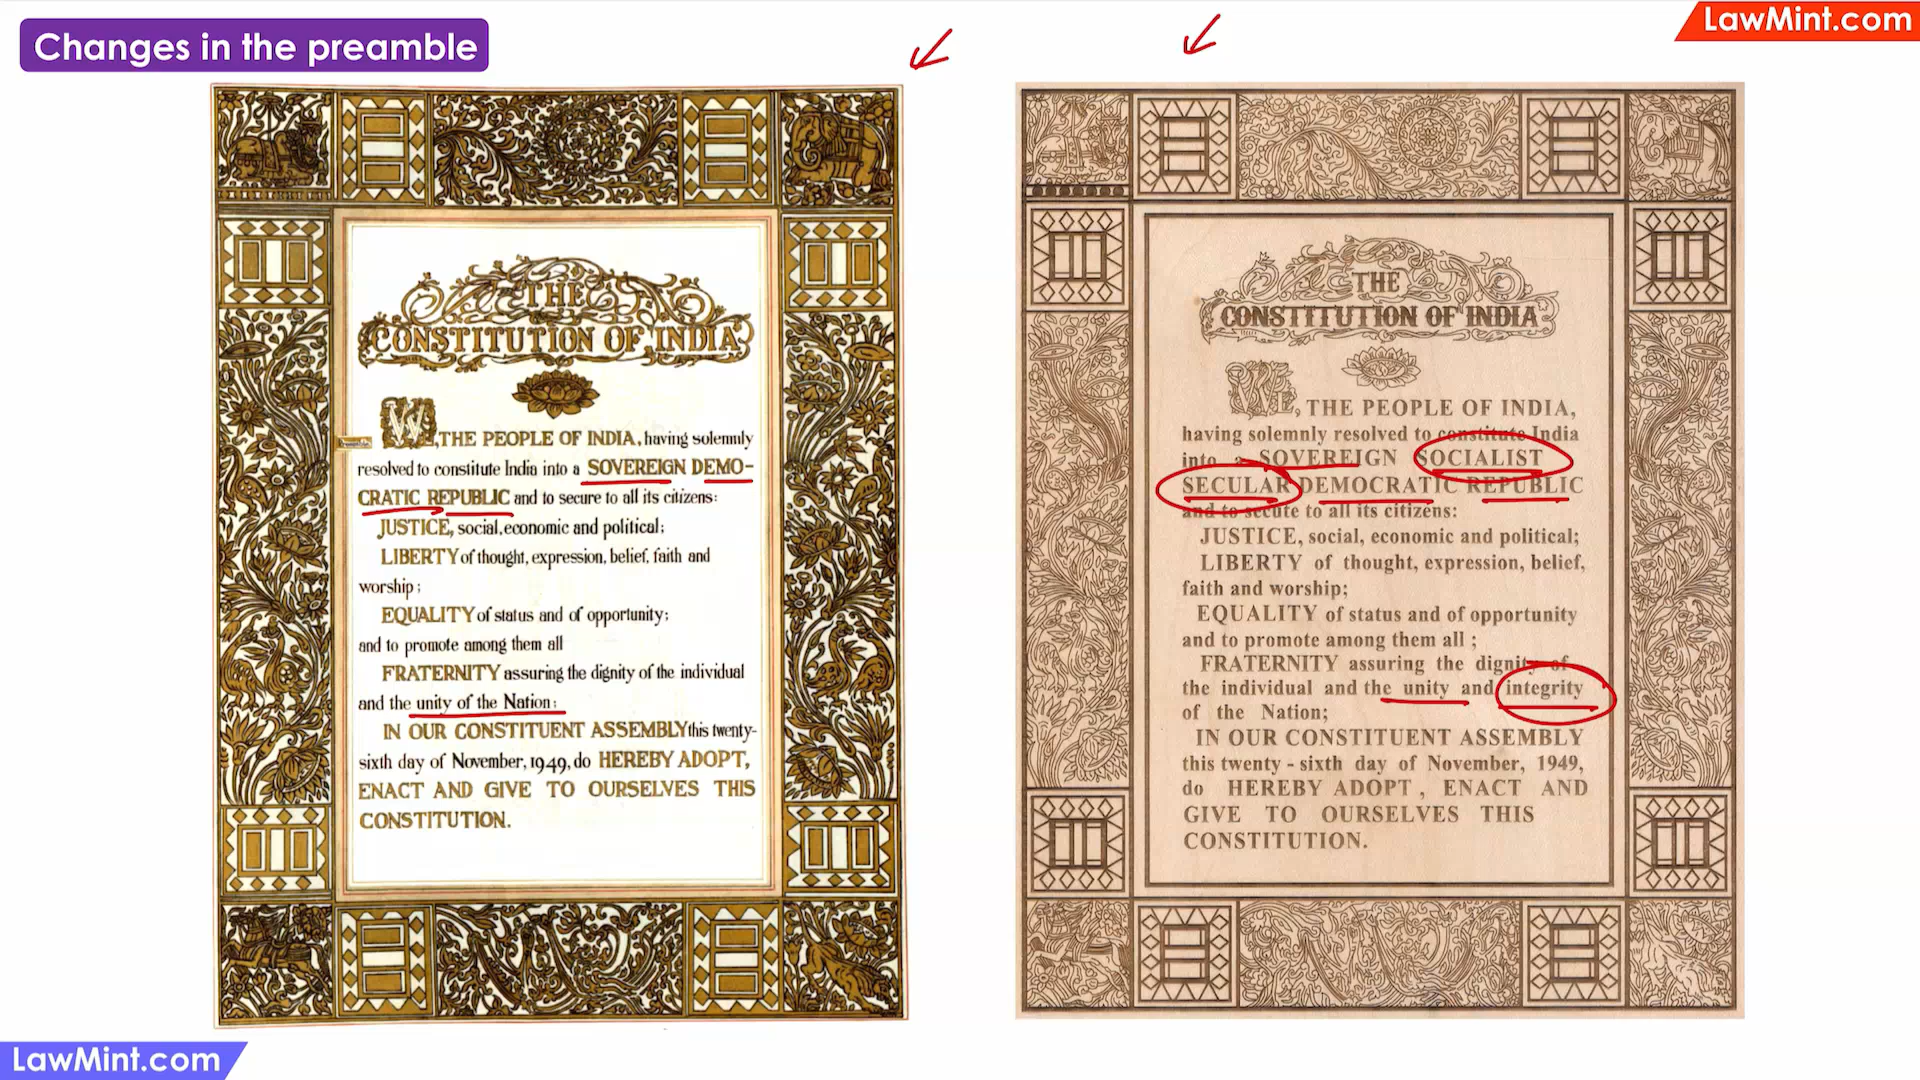 Changes in the preamble
LawMint.com
THE
CONSTITUTION OF INDIA
WE, THE PEOPLE OF INDIA, having solemnly
resolved to constitute India into a SOVEREIGN DEMO-
CRATIC REPUBLIC and to secure to all its citizens:
JUSTICE, social, economic and political;
LIBERTY of thought, expression, belief, faith and
worship;
EQUALITY of status and of opportunity;
and to promote among them all
FRATERNITY assuring the dignity of the individual
and the unity of the Nation;
IN OUR CONSTITUENT ASSEMBLY this twenty-
sixth day of November, 1949, do HEREBY ADOPT,
ENACT AND GIVE TO OURSELVES THIS
CONSTITUTION.
THE
CONSTITUTION OF INDIA
WE, THE PEOPLE OF INDIA,
having solemnly resolved to constitute India
into a SOVEREIGN SOCIALIST
SECULAR DEMOCRATIC REPUBLIC
and to secute to all its citizens:
JUSTICE, social, economic and political;
LIBERTY of thought, expression, belief,
faith and worship;
EQUALITY of status and of opportunity
and to promote among them all ;
FRATERNITY assuring the dignity of
the individual and the unity and integrity
of the Nation;
IN OUR CONSTITUENT ASSEMBLY
this twenty - sixth day of November, 1949,
do HEREBY ADOPT , ENACT AND
GIVE TO OURSELVES THIS
CONSTITUTION.
LawMint.com